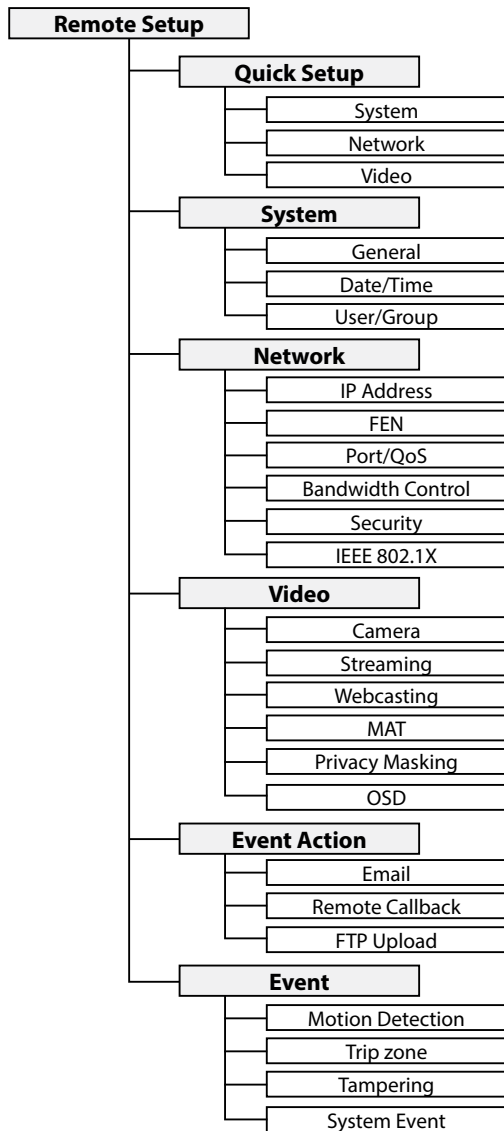 Remote Setup
Quick Setup
System
Network
Video
System
General
Date/Time
User/Group
Network
IP Address
FEN
Port/QoS
Bandwidth Control
Security
IEEE 802.1X
Video
Camera
Streaming
Webcasting
MAT
Privacy Masking
OSD
Event Action
Email
Remote Callback
FTP Upload
Event
Motion Detection
Trip zone
Tampering
System Event